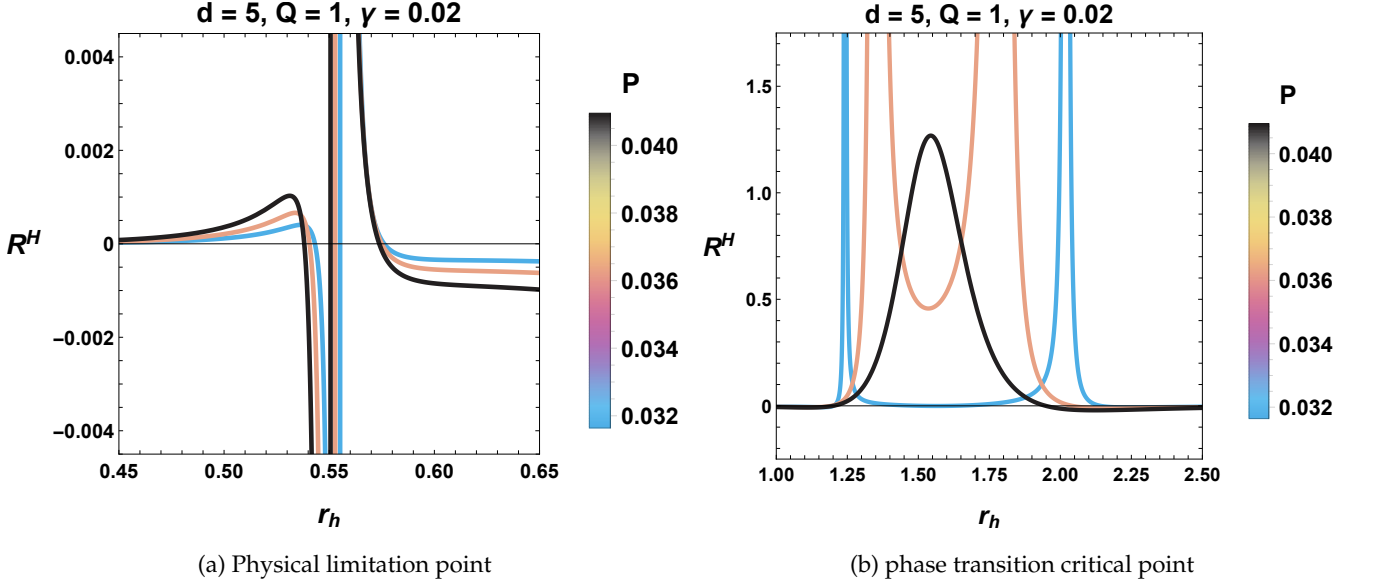 d = 5, Q = 1, γ = 0.02
0.004
0.002
0
−0.002
−0.004
R^H
0.45 0.50 0.55 0.60 0.65
r_h
P
0.040
0.038
0.036
0.034
0.032
(a) Physical limitation point
d = 5, Q = 1, γ = 0.02
1.5
1.0
0.5
0
R^H
1.00 1.25 1.50 1.75 2.00 2.25 2.50
r_h
P
0.040
0.038
0.036
0.034
0.032
(b) phase transition critical point